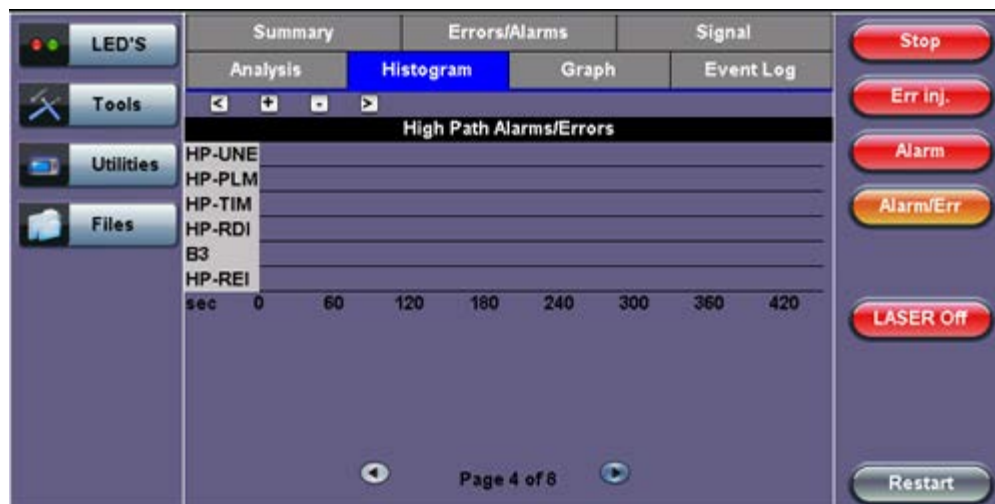 LED'S
Tools
Utilities
Files
Summary Errors/Alarms Signal
Analysis Histogram Graph Event Log
< + - >
High Path Alarms/Errors
HP-UNE
HP-PLM
HP-TIM
HP-RDI
B3
HP-REI
sec 0 60 120 180 240 300 360 420
Page 4 of 8
Stop
Err inj.
Alarm
Alarm/Err
LASER Off
Restart